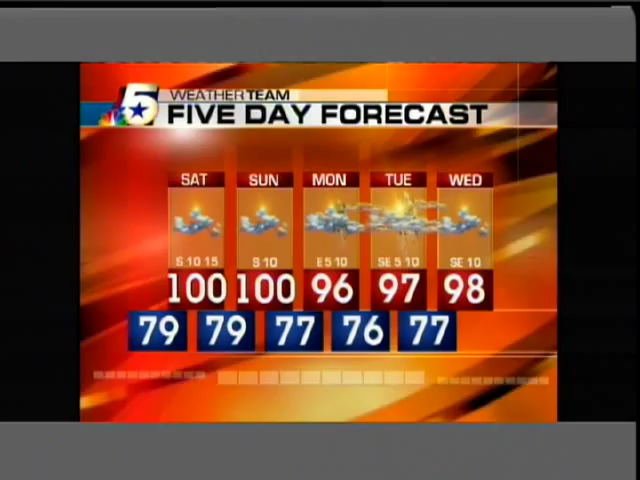 5
WEATHER TEAM
FIVE DAY FORECAST
SAT SUN MON TUE WED
S 10 15 S 10 E 5 10 SE 5 10 SE 10
100 100 96 97 98
79 79 77 76 77